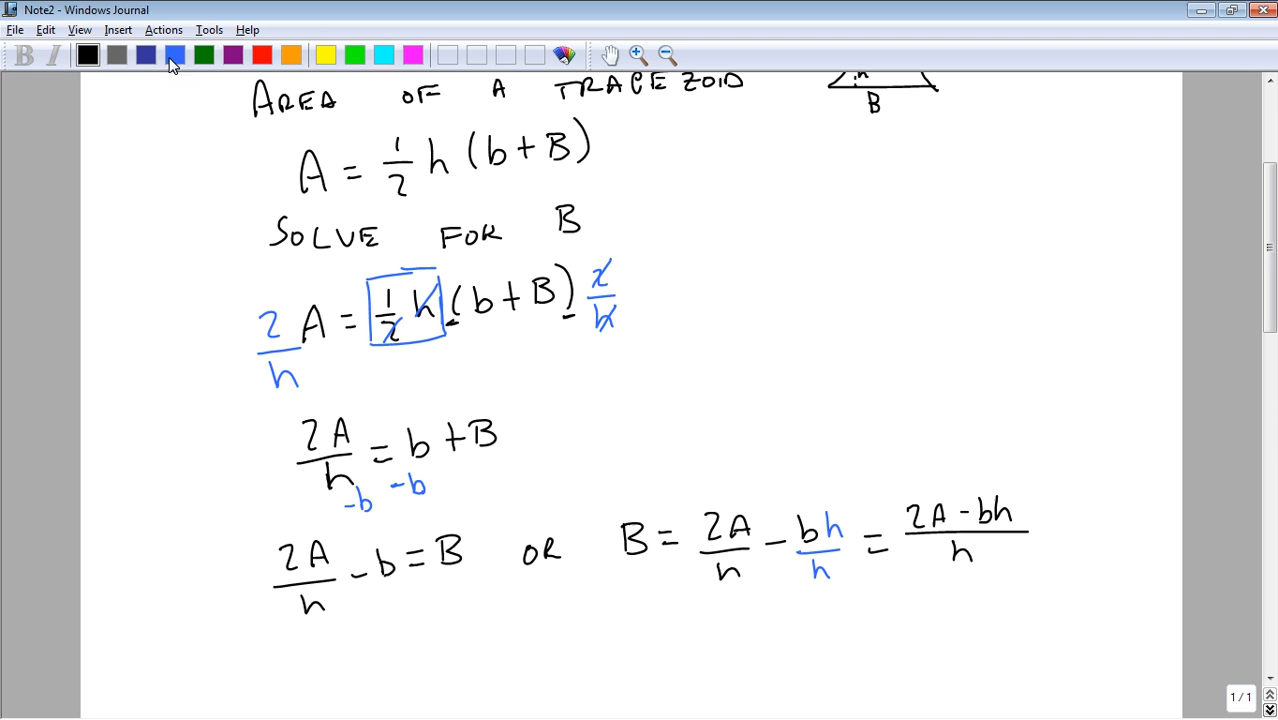 Note2 - Windows Journal
File Edit View Insert Actions Tools Help
B I
AREA OF A TRAPEZOID
h
B
A = 1/2 h (b + B)
SOLVE FOR B
2/h A = 1/2 h (b + B) 2/h
2A/h = b + B
-b -b
2A/h - b = B OR B = 2A/h - bh/h = 2A - bh/h
1 / 1